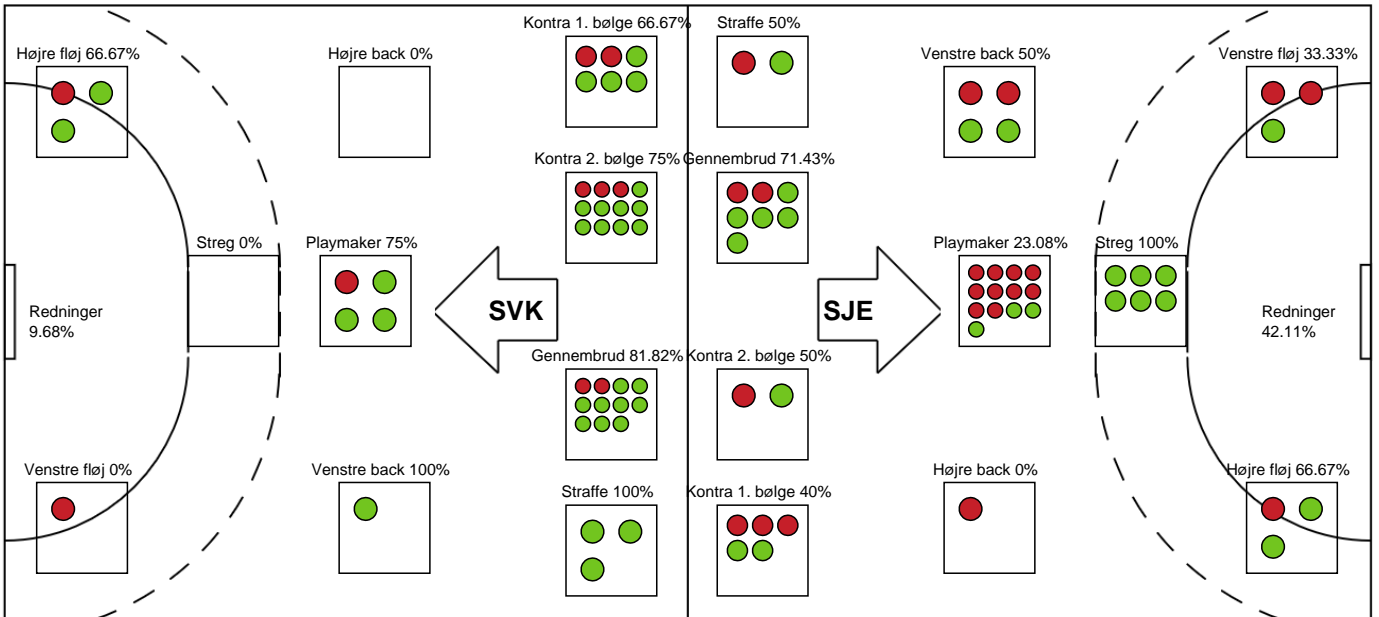 Kontra 1. bølge 66.67%
Straffe 50%
Højre fløj 66.67%
Højre back 0%
Venstre back 50%
Venstre fløj 33.33%
Kontra 2. bølge 75%
Gennembrud 71.43%
Streg 0%
Playmaker 75%
Playmaker 23.08%
Streg 100%
Redninger
9.68%
SVK
SJE
Redninger
42.11%
Gennembrud 81.82%
Kontra 2. bølge 50%
Venstre fløj 0%
Venstre back 100%
Højre back 0%
Højre fløj 66.67%
Straffe 100%
Kontra 1. bølge 40%